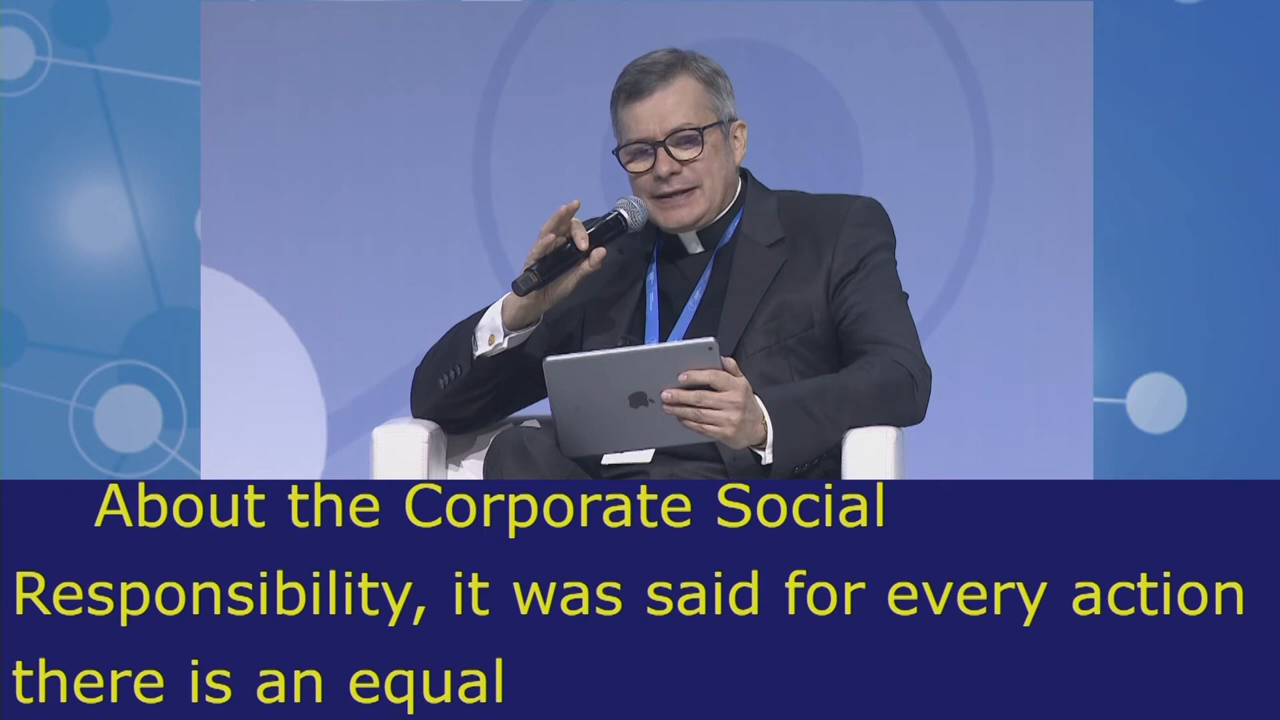 About the Corporate Social
Responsibility, it was said for every action
there is an equal